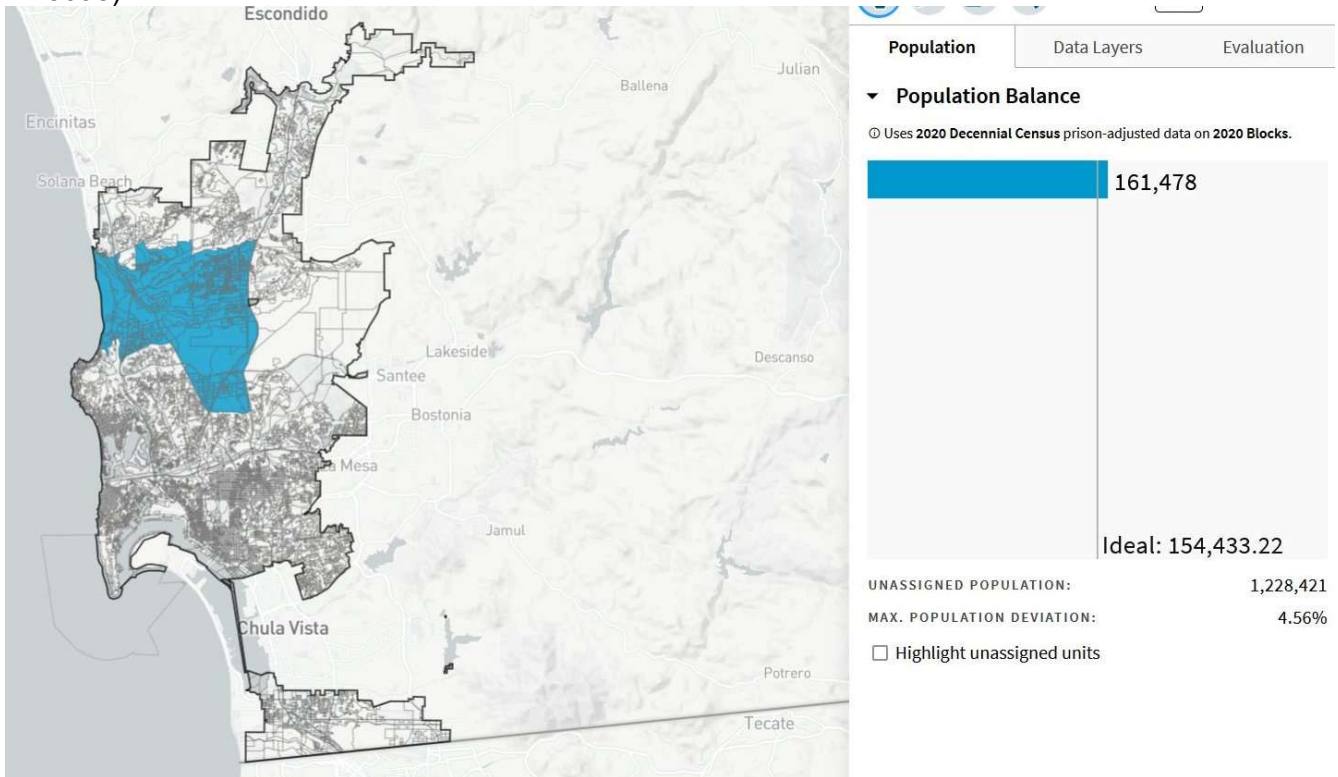 Escondido
Julian
Ballena
Encinitas
Solana Beach
Lakeside
Descanso
Santee
Bostonia
Mesa
Jamul
Chula Vista
Potrero
Tecate
Population
Data Layers
Evaluation
Population Balance
Uses 2020 Decennial Census prison-adjusted data on 2020 Blocks.
161,478
Ideal: 154,433.22
UNASSIGNED POPULATION: 1,228,421
MAX. POPULATION DEVIATION: 4.56%
Highlight unassigned units